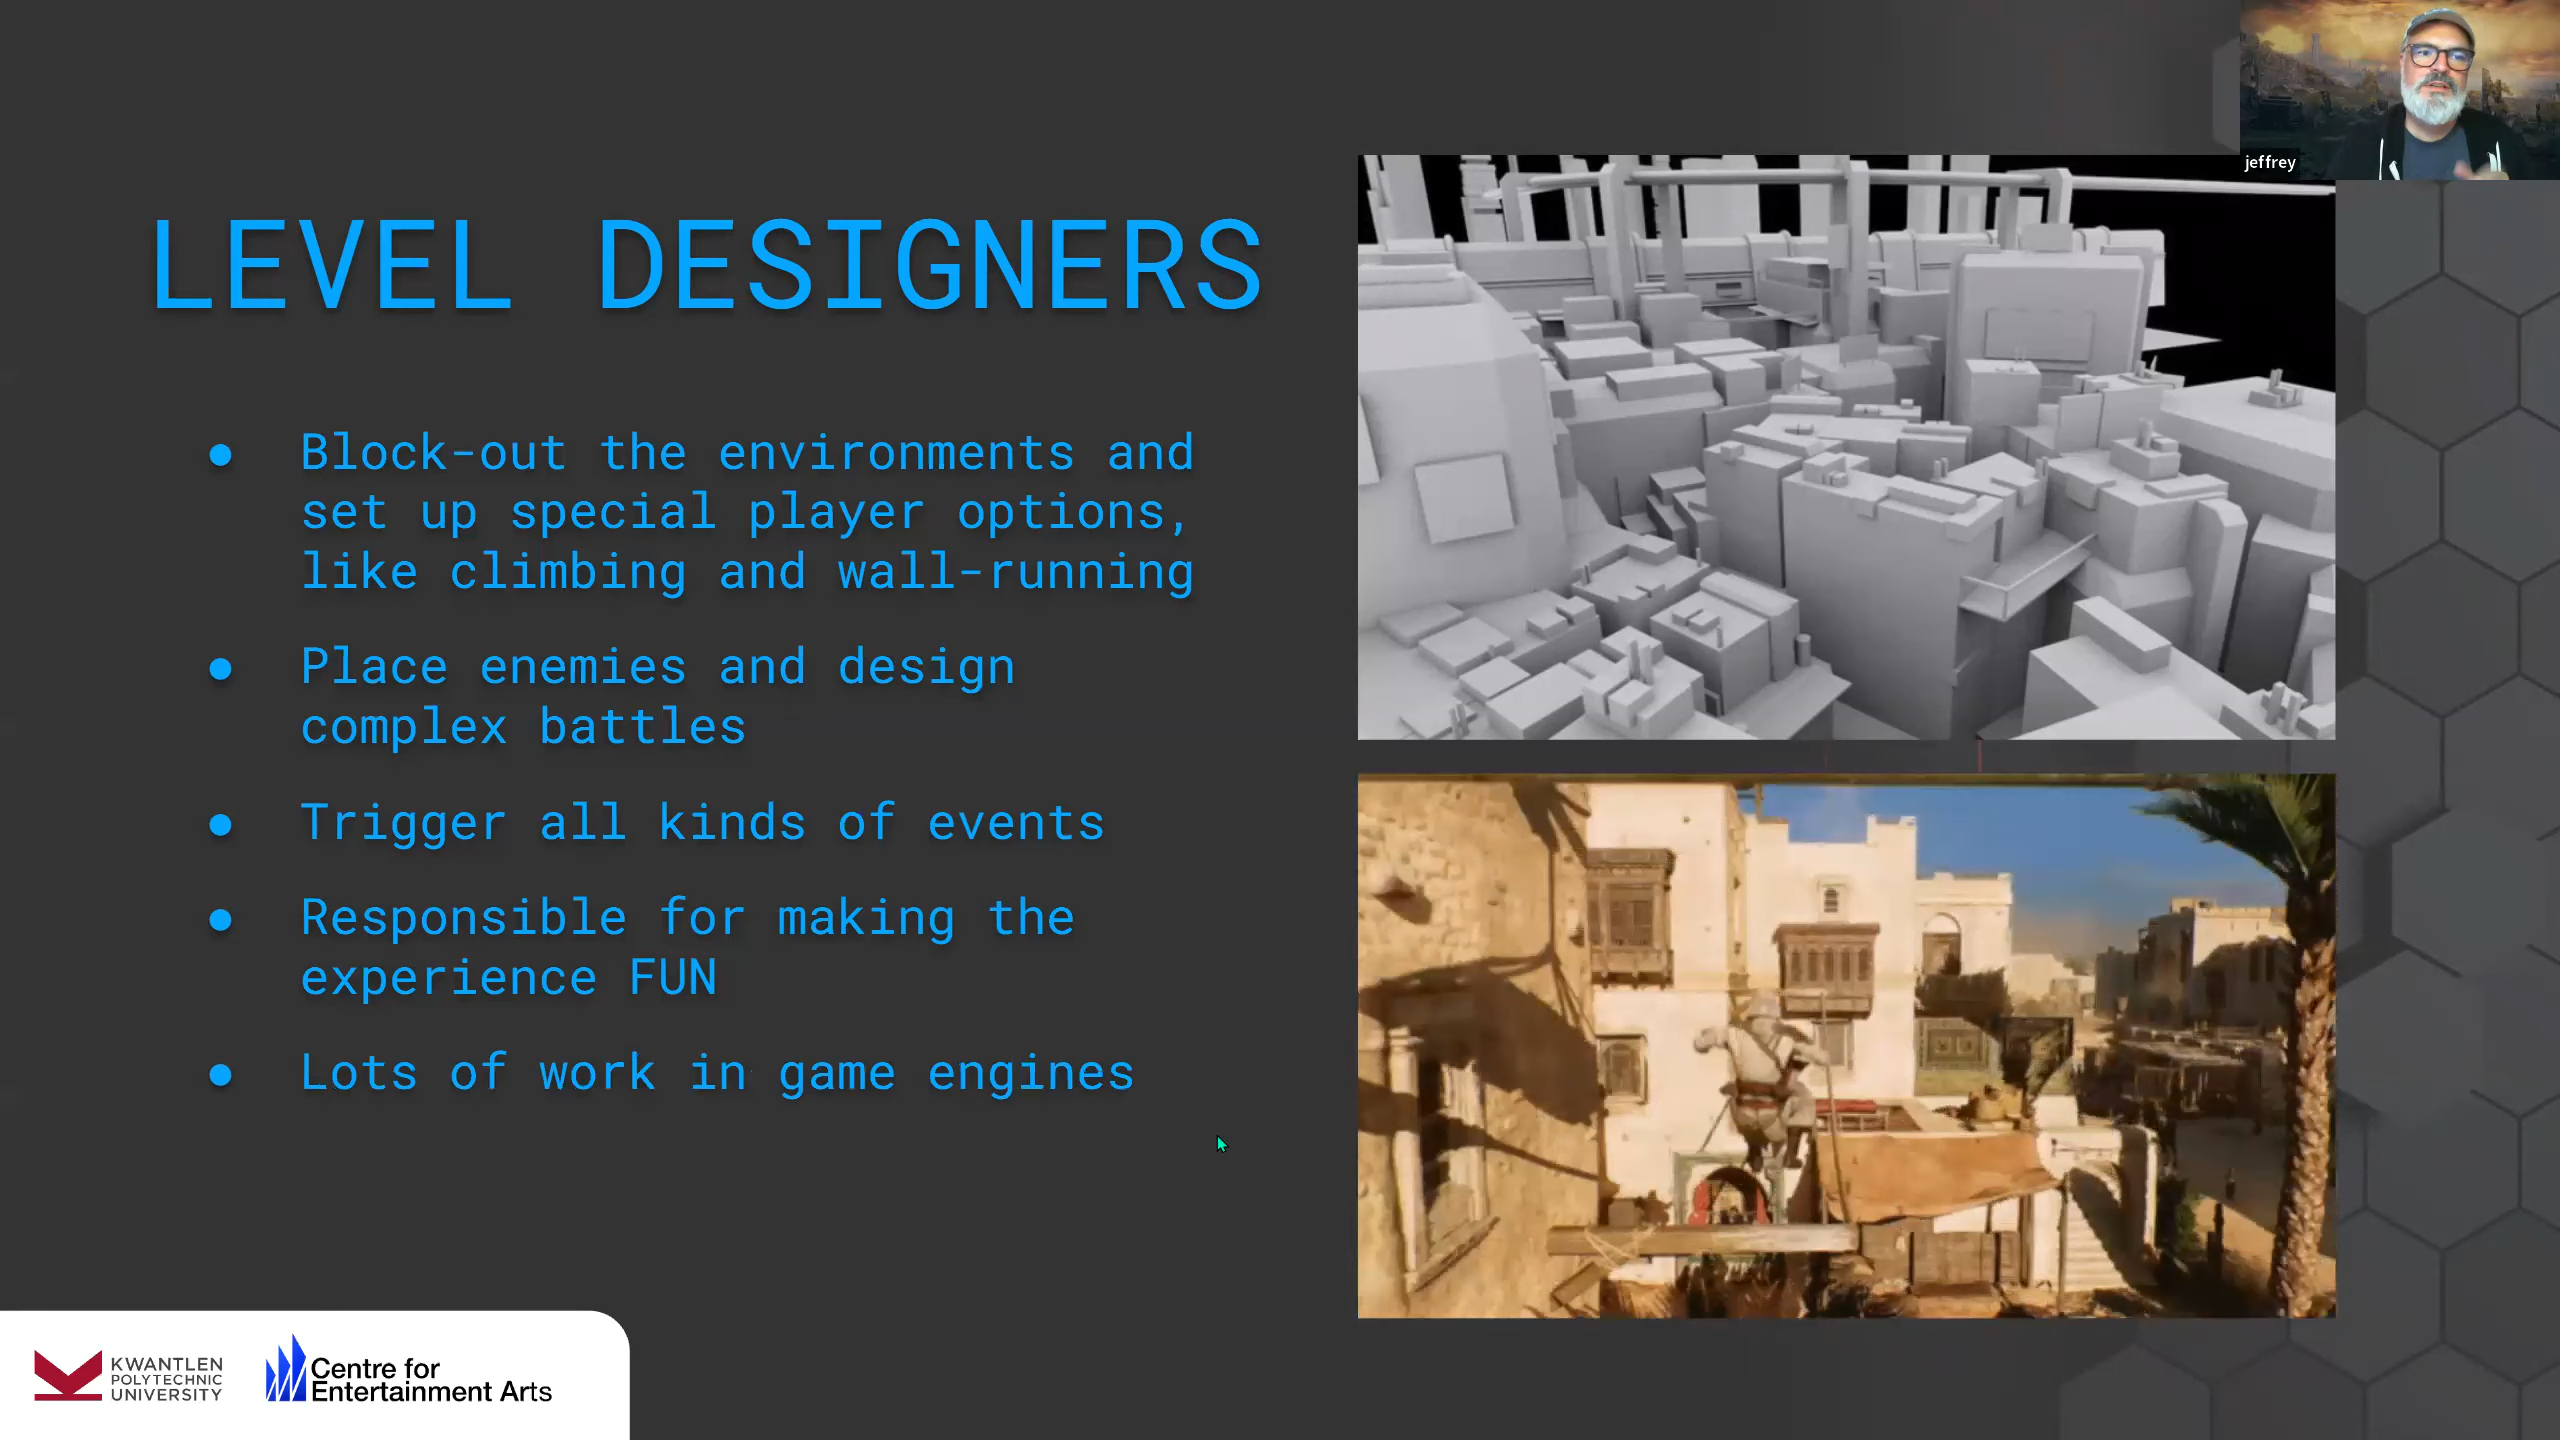 jeffrey
LEVEL DESIGNERS
● Block-out the environments and
set up special player options,
like climbing and wall-running
● Place enemies and design
complex battles
● Trigger all kinds of events
● Responsible for making the
experience FUN
● Lots of work in game engines
KWANTLEN
POLYTECHNIC
UNIVERSITY
Centre for
Entertainment Arts